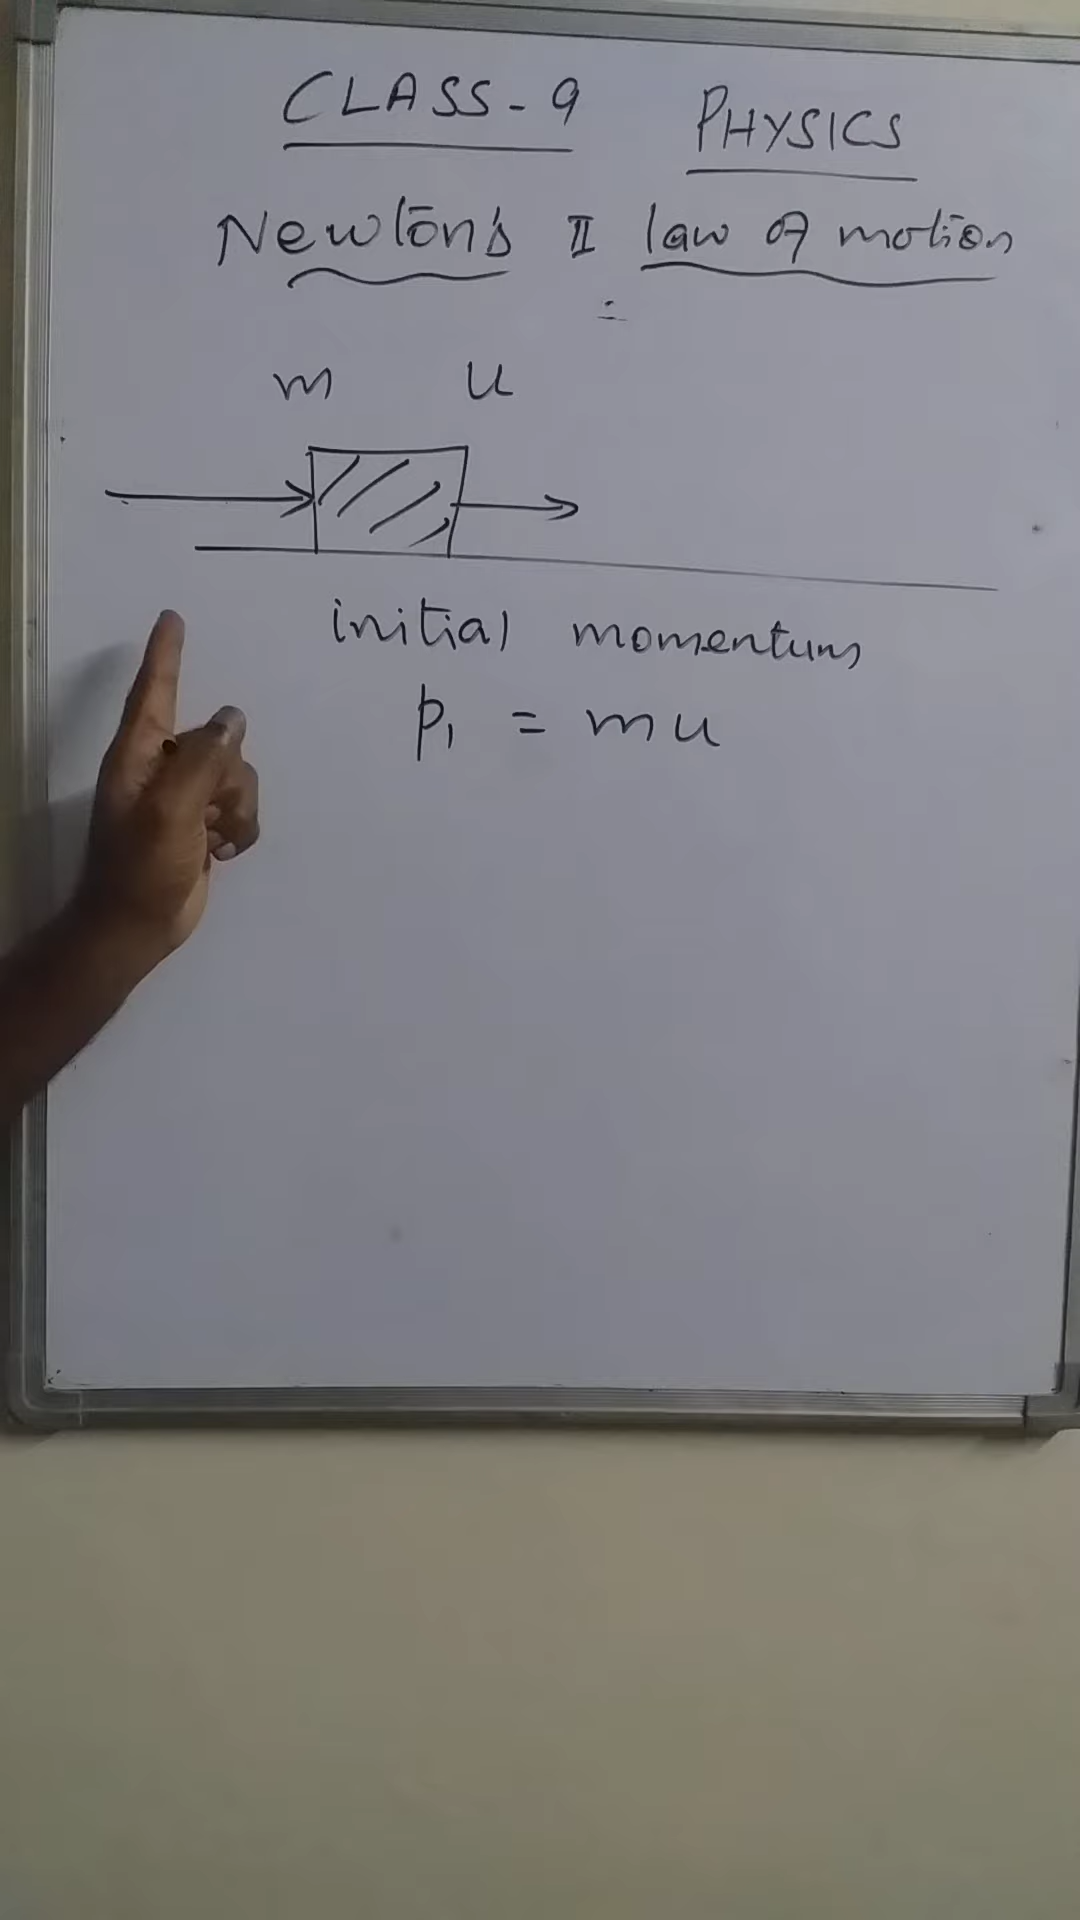 CLASS-9 PHYSICS
Newton's II law of motion
=
m u
initial momentum
p₁ = mu